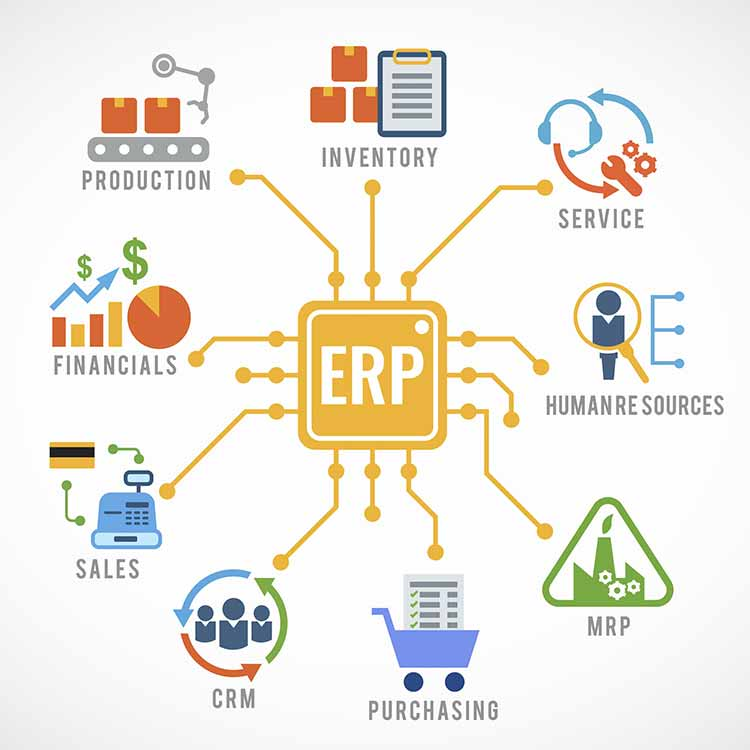 INVENTORY
PRODUCTION
SERVICE
$
$
FINANCIALS
ERP
HUMAN RE SOURCES
SALES
MRP
CRM
PURCHASING